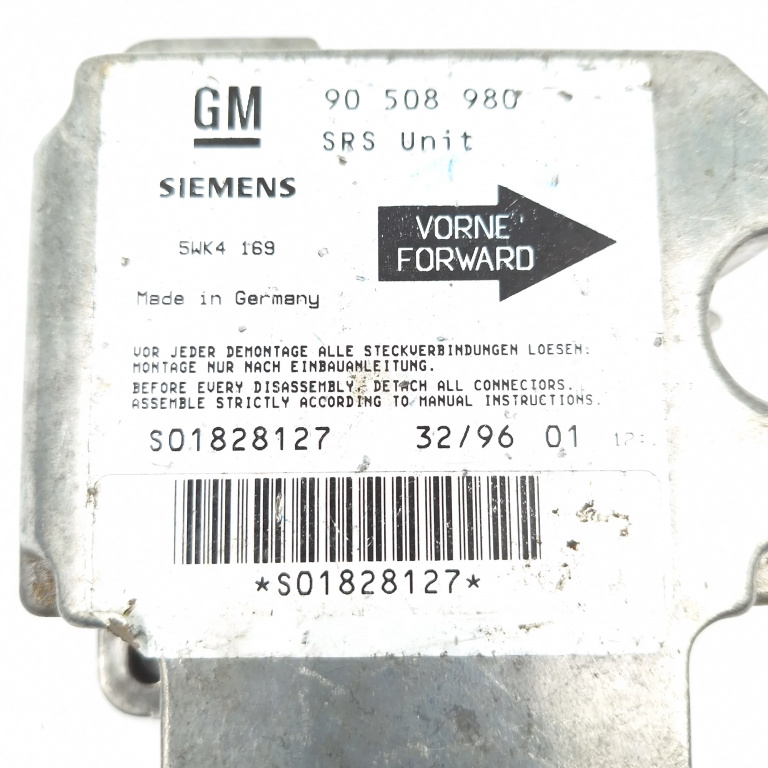 GM
90 508 980
SRS Unit
SIEMENS
VORNE
FORWARD
5WK4 169
Made in Germany
VOR JEDER DEMONTAGE ALLE STECKVERBINDUNGEN LOESEN:
MONTAGE NUR NACH EINBAUANLEITUNG.
BEFORE EVERY DISASSEMBLY, DETACH ALL CONNECTORS.
ASSEMBLE STRICTLY ACCORDING TO MANUAL INSTRUCTIONS.
S01828127 32/96 01
*S01828127*